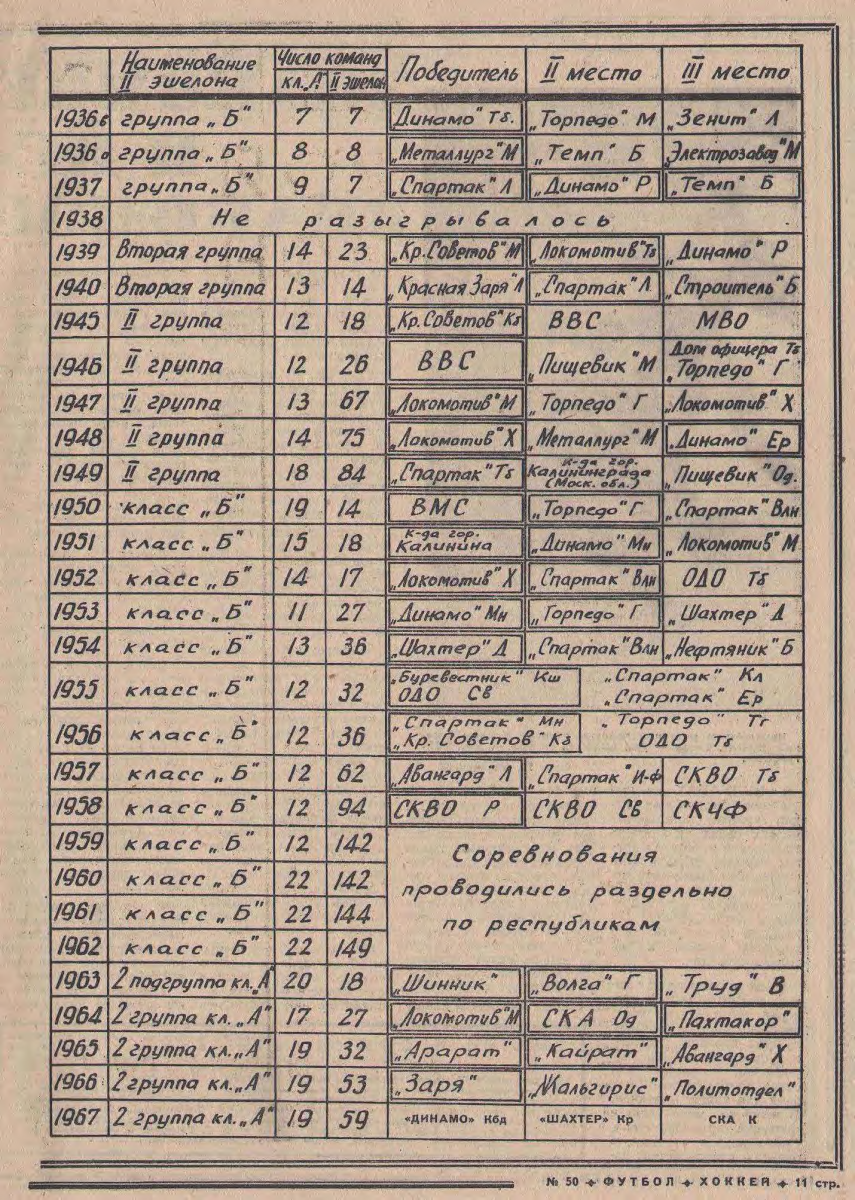 Наименование II эшелона Число команд Победитель II место III место
кл. „А" II эшелон
1936в группа „Б" 7 7 „Динамо" Тб. „Торпедо" М „Зенит" Л
1936о группа „Б" 8 8 „Металлург" М „Темп" Б „Электрозавод" М
1937 группа „Б" 9 7 „Спартак" Л „Динамо" Р „Темп" Б
1938 Не разыгрывалось
1939 Вторая группа 14 23 „Кр. Советов" М „Локомотив" Тб „Динамо" Р
1940 Вторая группа 13 14 „Красная Заря" Л „Спартак" Л „Строитель" Б
1945 II группа 12 18 „Кр. Советов" Кб ВВС МВО
1946 II группа 12 26 ВВС „Пищевик" М Дом офицера Тб „Торпедо" Г
1947 II группа 13 67 „Локомотив" М „Торпедо" Г „Локомотив" Х
1948 II группа 14 75 „Локомотив" Х „Металлург" М „Динамо" Ер
1949 II группа 18 84 „Спартак" Тб к-да гор. Калининграда (Моск. обл.) „Пищевик" Од.
1950 класс „Б" 19 14 ВМС „Торпедо" Г „Спартак" Влн
1951 класс „Б" 15 18 к-да гор. Калинина „Динамо" Мн „Локомотив" М
1952 класс „Б" 14 17 „Локомотив" Х „Спартак" Влн ОДО Тб
1953 класс „Б" 11 27 „Динамо" Мн „Торпедо" Г „Шахтер" Д
1954 класс „Б" 13 36 „Шахтер" Д „Спартак" Влн „Нефтяник" Б
1955 класс „Б" 12 32 „Буревестник" Кш ОДО Св „Спартак" Кл „Спартак" Ер
1956 класс „Б" 12 36 „Спартак" Мн „Кр. Советов" Кб „Торпедо" Тг ОДО Тб
1957 класс „Б" 12 62 „Авангард" Л „Спартак" И-Ф СКВО Тб
1958 класс „Б" 12 94 СКВО Р СКВО Св СКЧФ
1959 класс „Б" 12 142 Соревнования
1960 класс „Б" 22 142 проводились раздельно
1961 класс „Б" 22 144 по республикам
1962 класс „Б" 22 149
1963 2 подгруппа кл. „А" 20 18 „Шинник" „Волга" Г „Труд" В
1964 2 группа кл. „А" 17 27 „Локомотив" М СКА Од „Пахтакор"
1965 2 группа кл. „А" 19 32 „Арарат" „Кайрат" „Авангард" Х
1966 2 группа кл. „А" 19 53 „Заря" „Жальгирис" „Политотдел"
1967 2 группа кл. „А" 19 59 «ДИНАМО» Кбд «ШАХТЕР» Кр СКА К
№ 50 ✦ ФУТБОЛ ✦ ХОККЕЙ ✦ 11 стр.